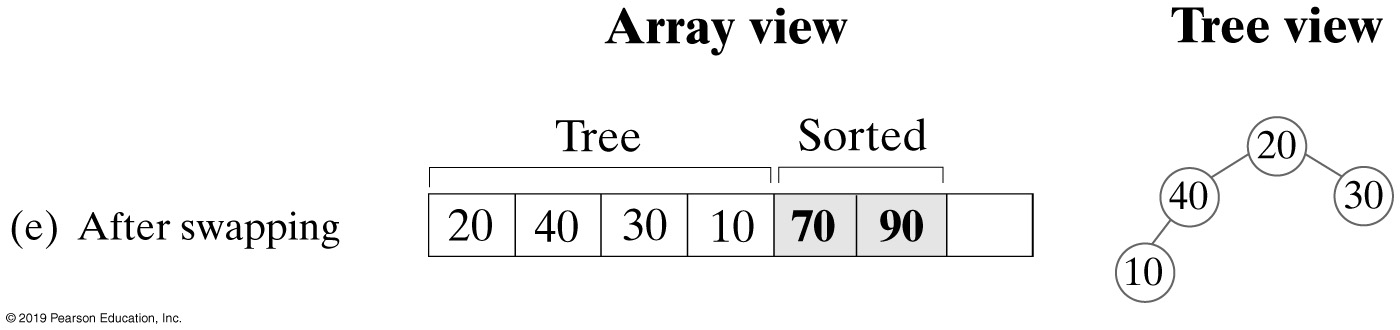 Array view
Tree view
Tree
Sorted
(e) After swapping
20 40 30 10 70 90
20
40 30
10
© 2019 Pearson Education, Inc.